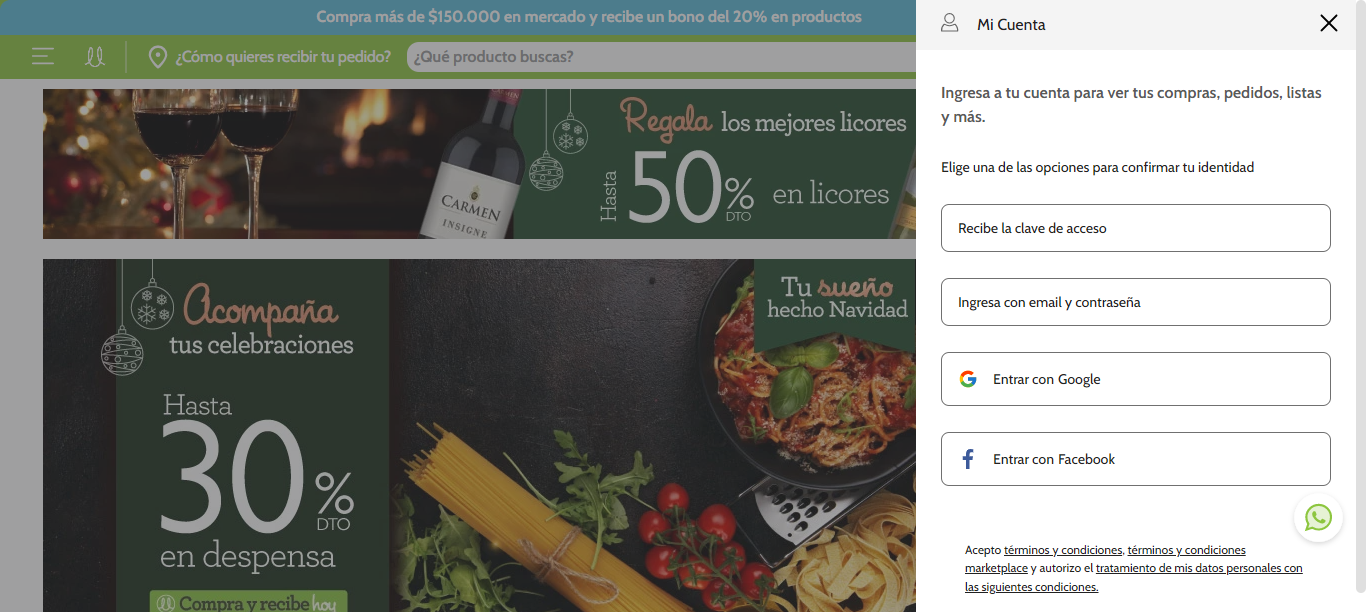 Compra más de $150.000 en mercado y recibe un bono del 20% en productos
¿Cómo quieres recibir tu pedido?
¿Qué producto buscas?
Regala los mejores licores
Hasta 50% DTO en licores
CARMEN
INSIGNE
Acompaña
tus celebraciones
Hasta
30%
DTO
en despensa
Compra y recibe hoy
Tu sueño
hecho Navidad
Mi Cuenta
Ingresa a tu cuenta para ver tus compras, pedidos, listas
y más.
Elige una de las opciones para confirmar tu identidad
Recibe la clave de acceso
Ingresa con email y contraseña
Entrar con Google
Entrar con Facebook
Acepto términos y condiciones, términos y condiciones
marketplace y autorizo el tratamiento de mis datos personales con
las siguientes condiciones.